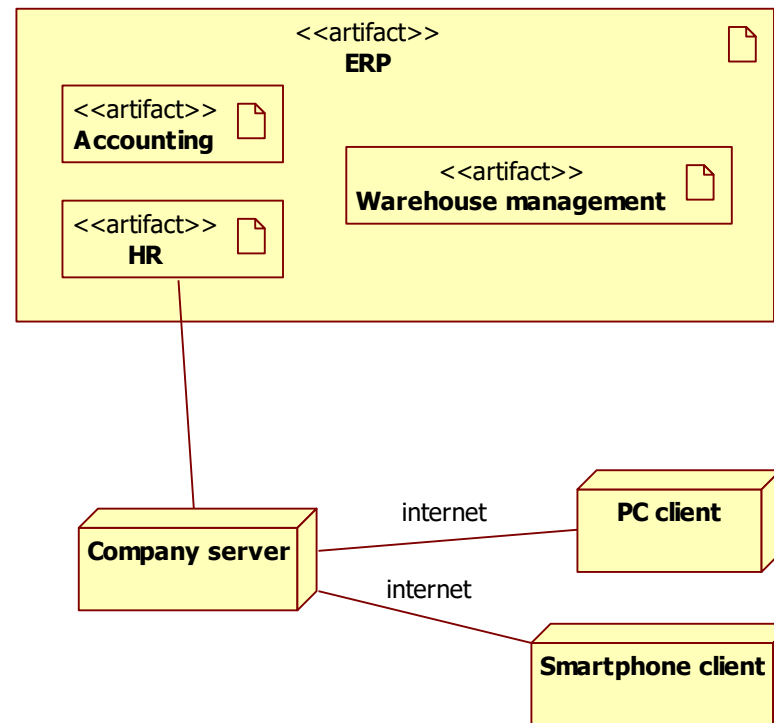 <<artifact>>
ERP
<<artifact>>
Accounting
<<artifact>>
Warehouse management
<<artifact>>
HR
Company server
internet
PC client
internet
Smartphone client